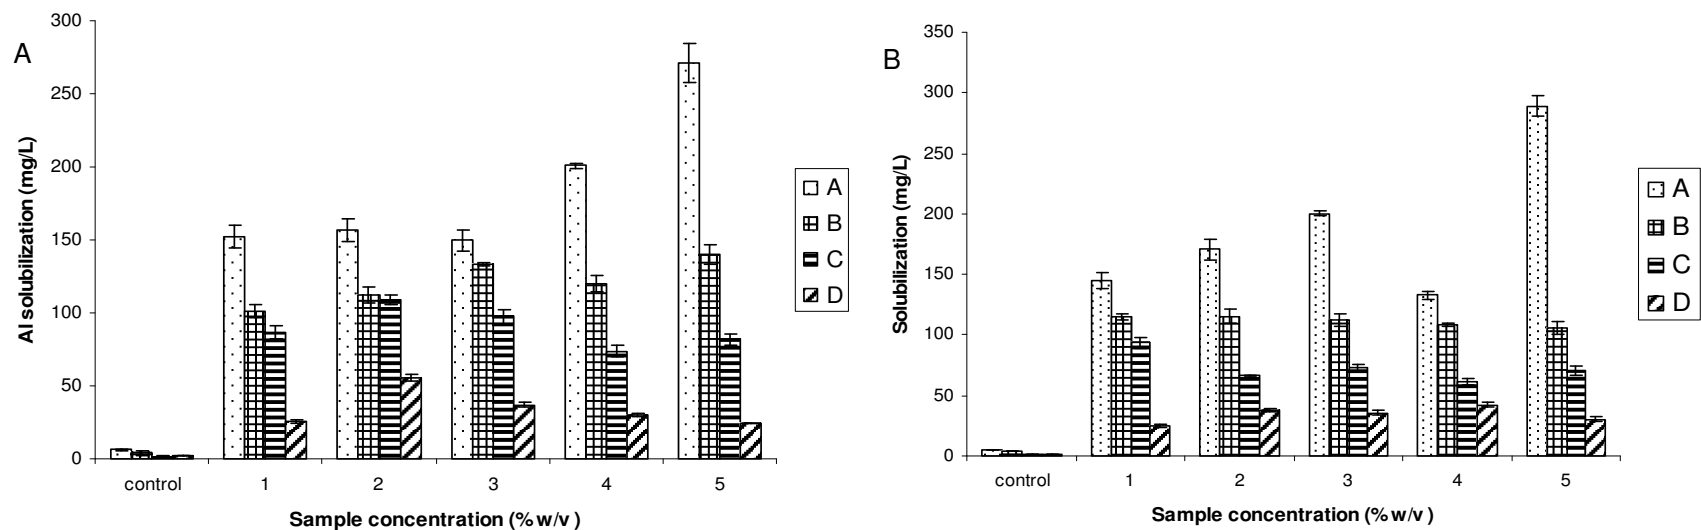 A
Al solubilization (mg/L)
300
250
200
150
100
50
0
control 1 2 3 4 5
Sample concentration (% w/v )
A
B
C
D
B
Solubilization (mg/L)
350
300
250
200
150
100
50
0
control 1 2 3 4 5
Sample concentration (% w/v )
A
B
C
D